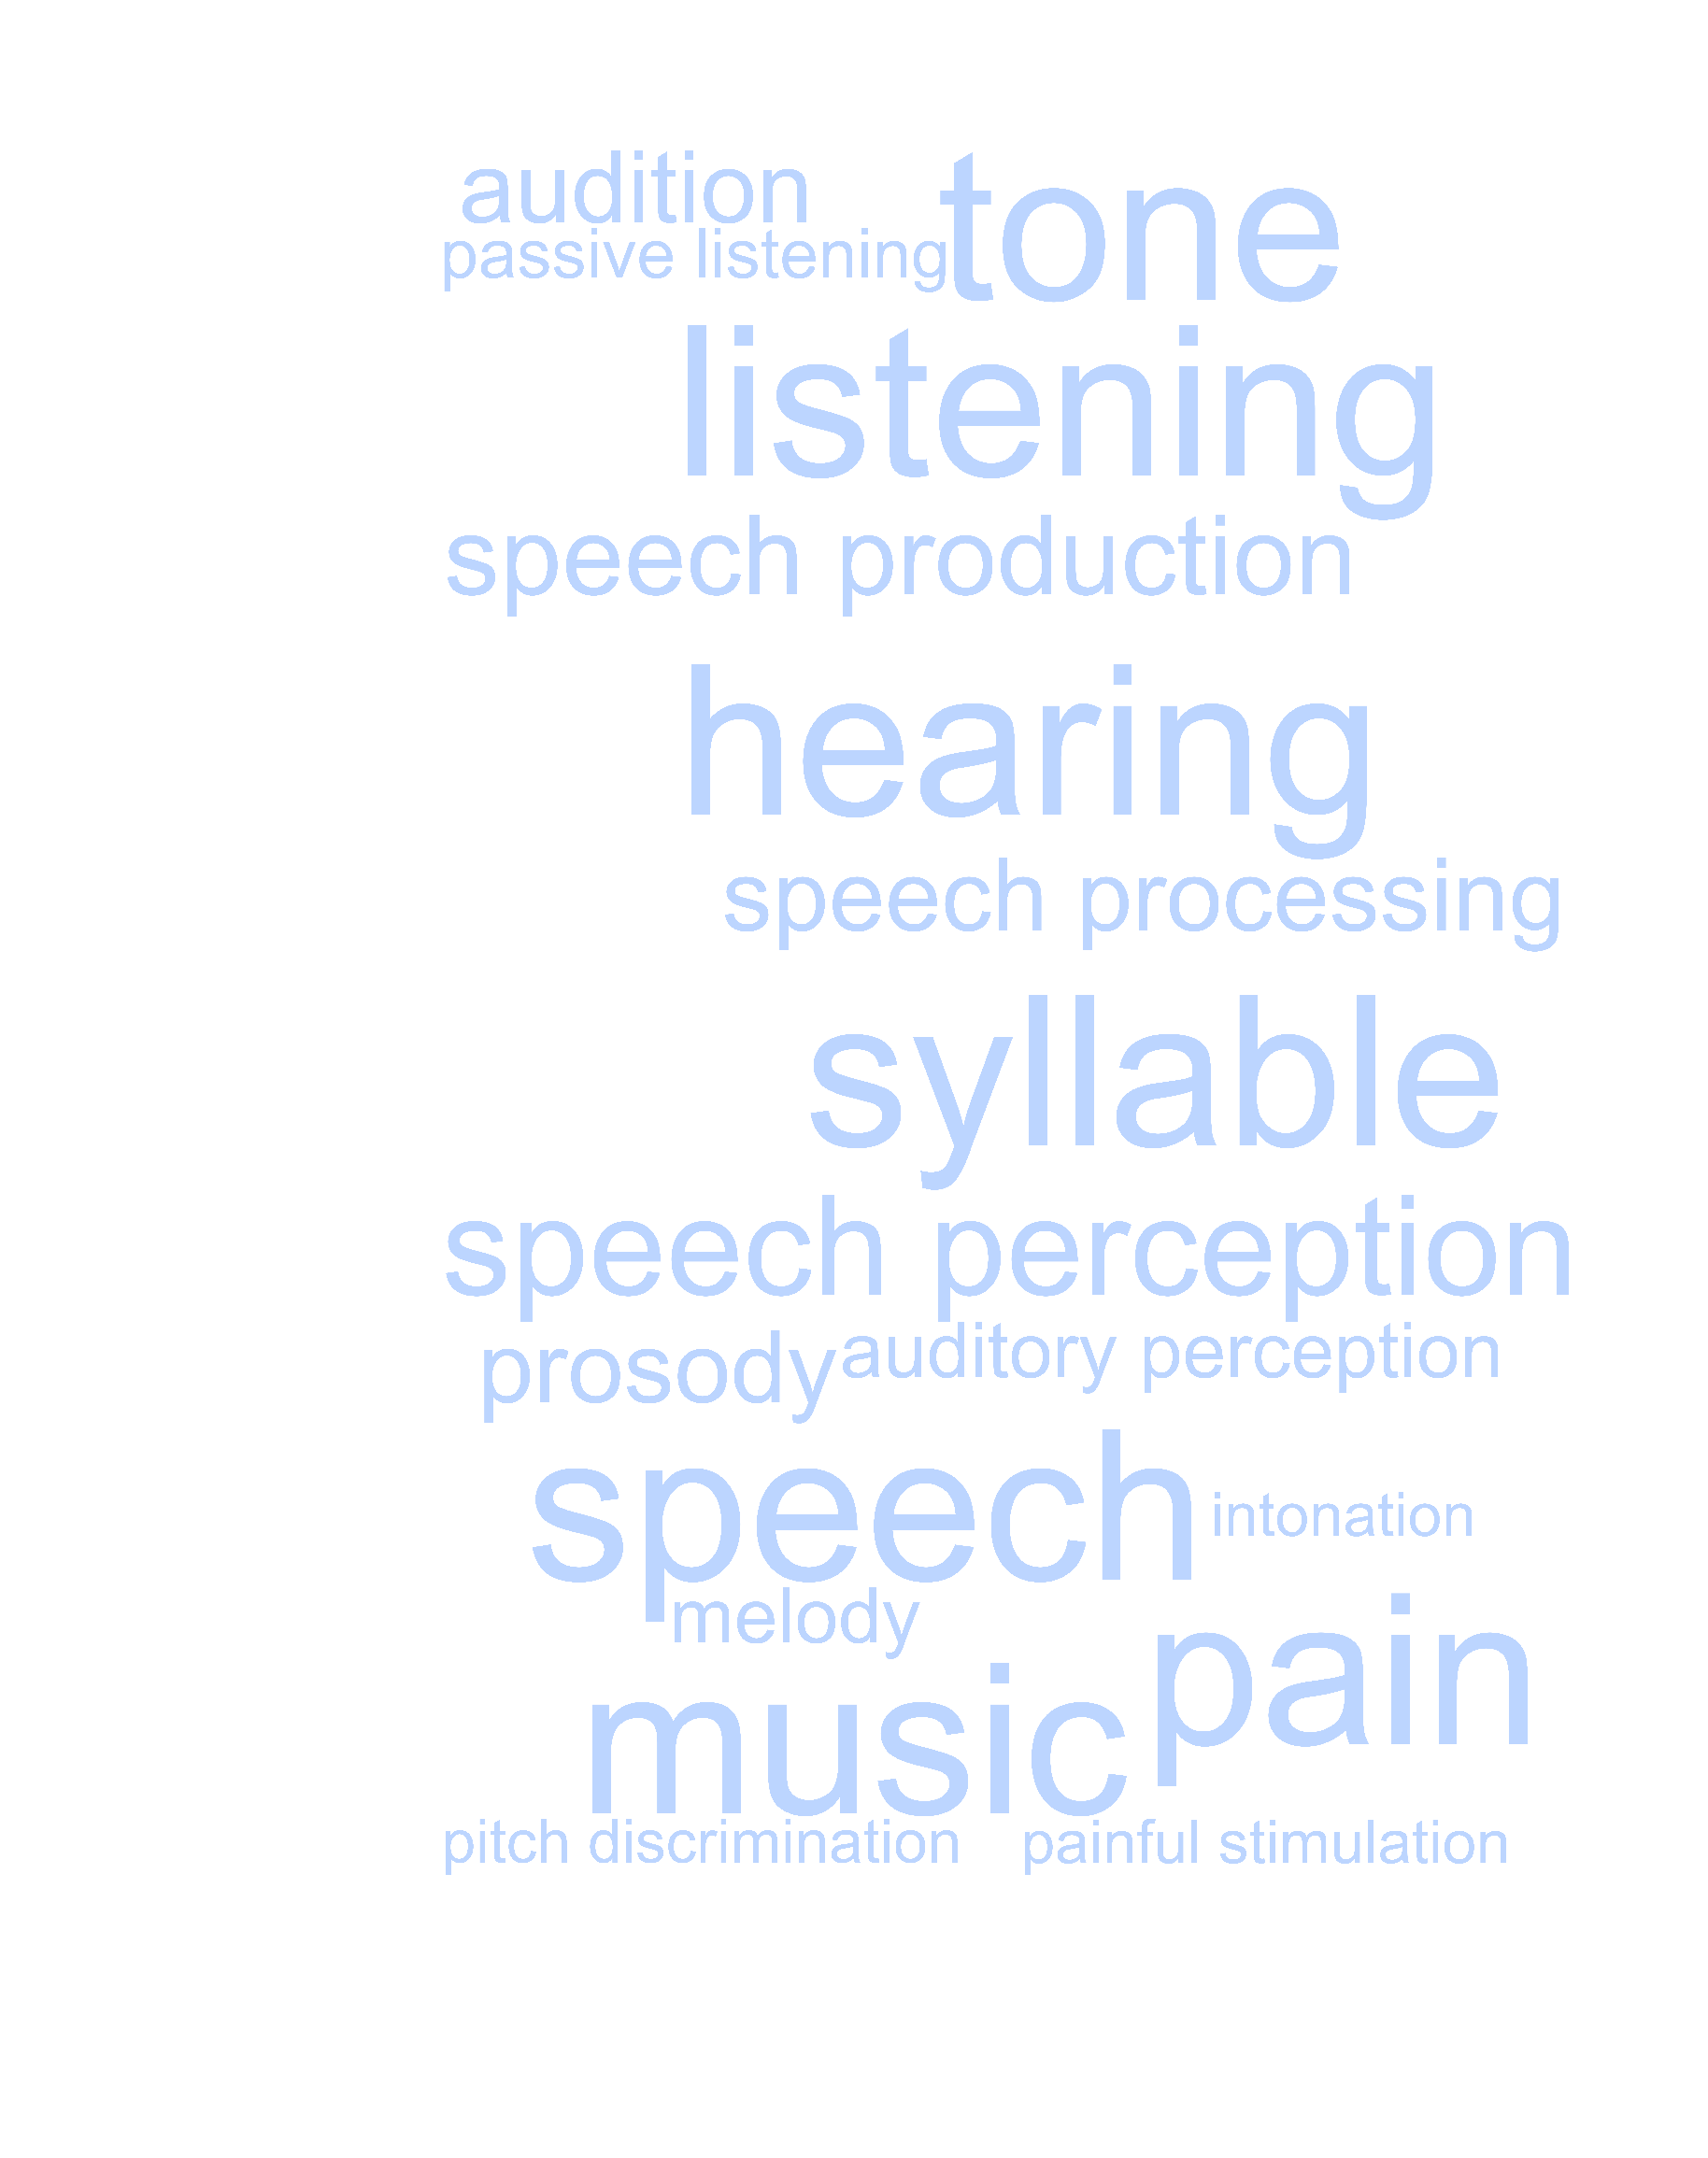 audition
tone
passive listening
listening
speech production
hearing
speech processing
syllable
speech perception
prosody
auditory perception
speech
intonation
melody
pain
music
pitch discrimination
painful stimulation